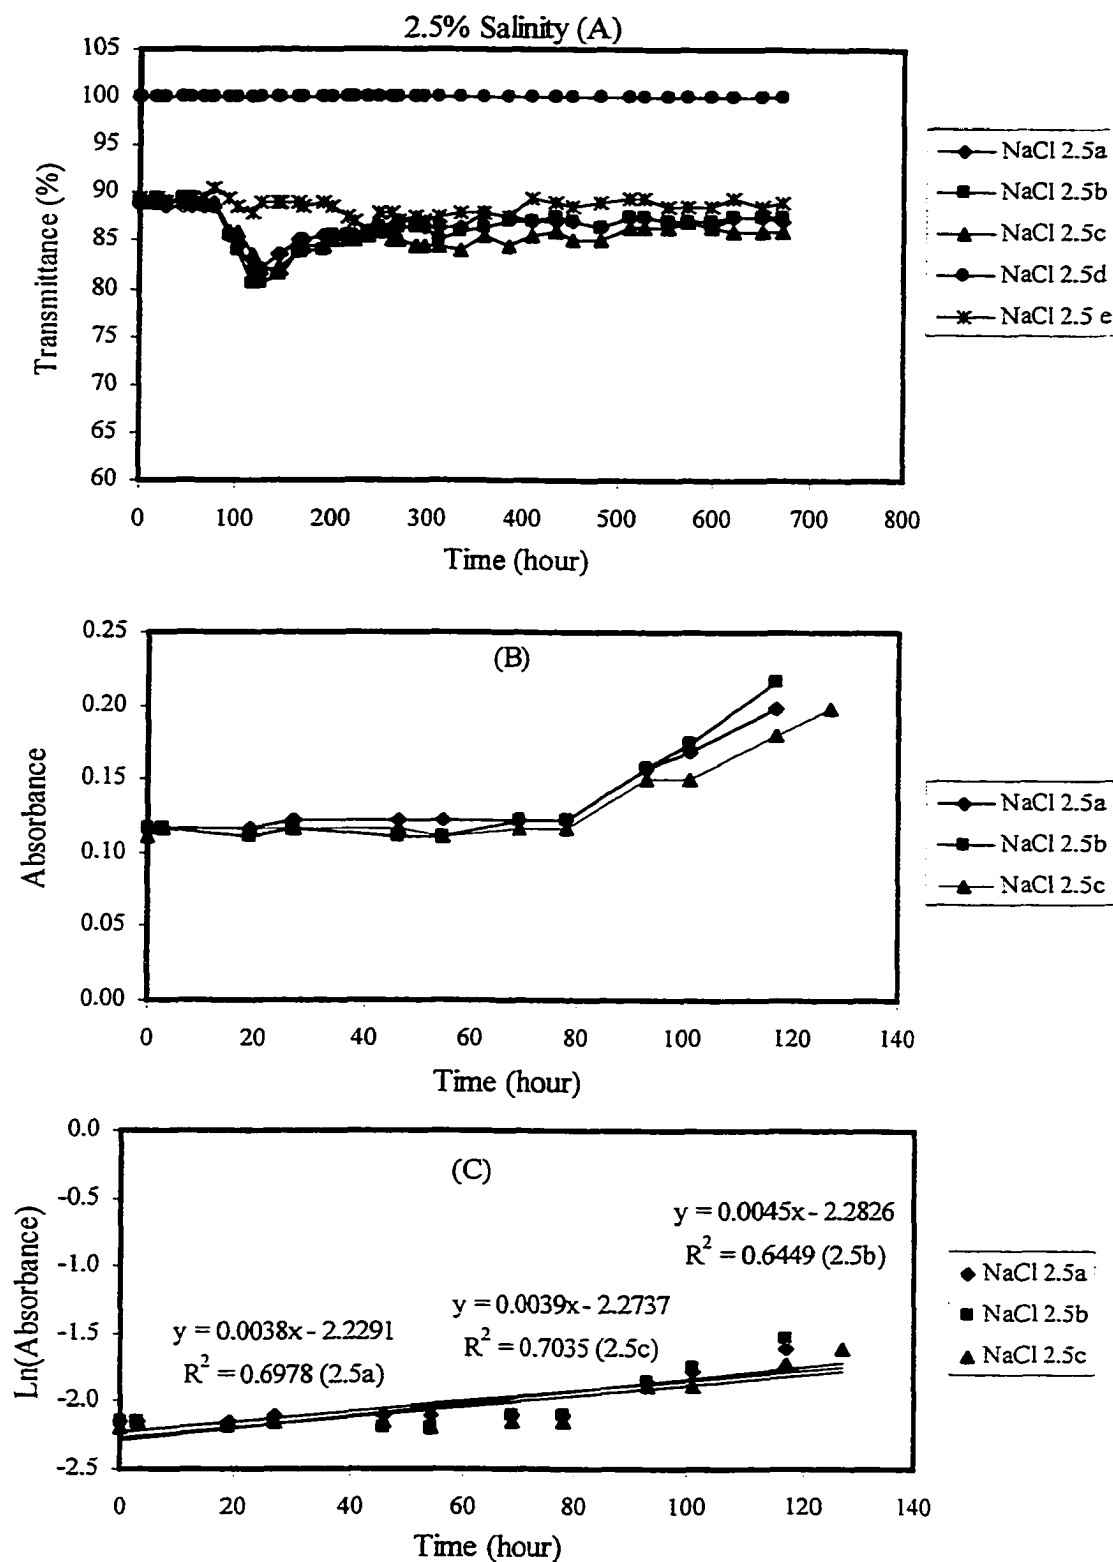 2.5% Salinity (A)
105
100
95
90
85
80
75
70
65
60
Transmittance (%)
0 100 200 300 400 500 600 700 800
Time (hour)
NaCl 2.5a
NaCl 2.5b
NaCl 2.5c
NaCl 2.5d
NaCl 2.5 e
(B)
0.25
0.20
0.15
0.10
0.05
0.00
Absorbance
0 20 40 60 80 100 120 140
Time (hour)
NaCl 2.5a
NaCl 2.5b
NaCl 2.5c
(C)
0.0
-0.5
-1.0
-1.5
-2.0
-2.5
Ln(Absorbance)
y = 0.0045x - 2.2826
R² = 0.6449 (2.5b)
y = 0.0039x - 2.2737
R² = 0.7035 (2.5c)
y = 0.0038x - 2.2291
R² = 0.6978 (2.5a)
0 20 40 60 80 100 120 140
Time (hour)
NaCl 2.5a
NaCl 2.5b
NaCl 2.5c